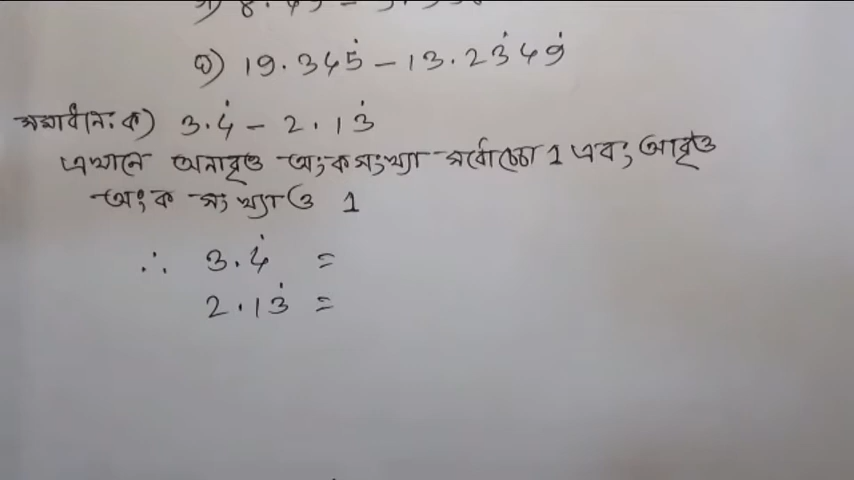 ঘ) 19.345̇ – 13.23̇49̇
সমাধান: ক) 3.4̇ – 2.13̇
এখানে অনাবৃত্ত অংকসংখ্যা সর্বোচ্চ 1 এবং আবৃত্ত
অংক সংখ্যাও 1
∴ 3.4̇ =
2.13̇ =